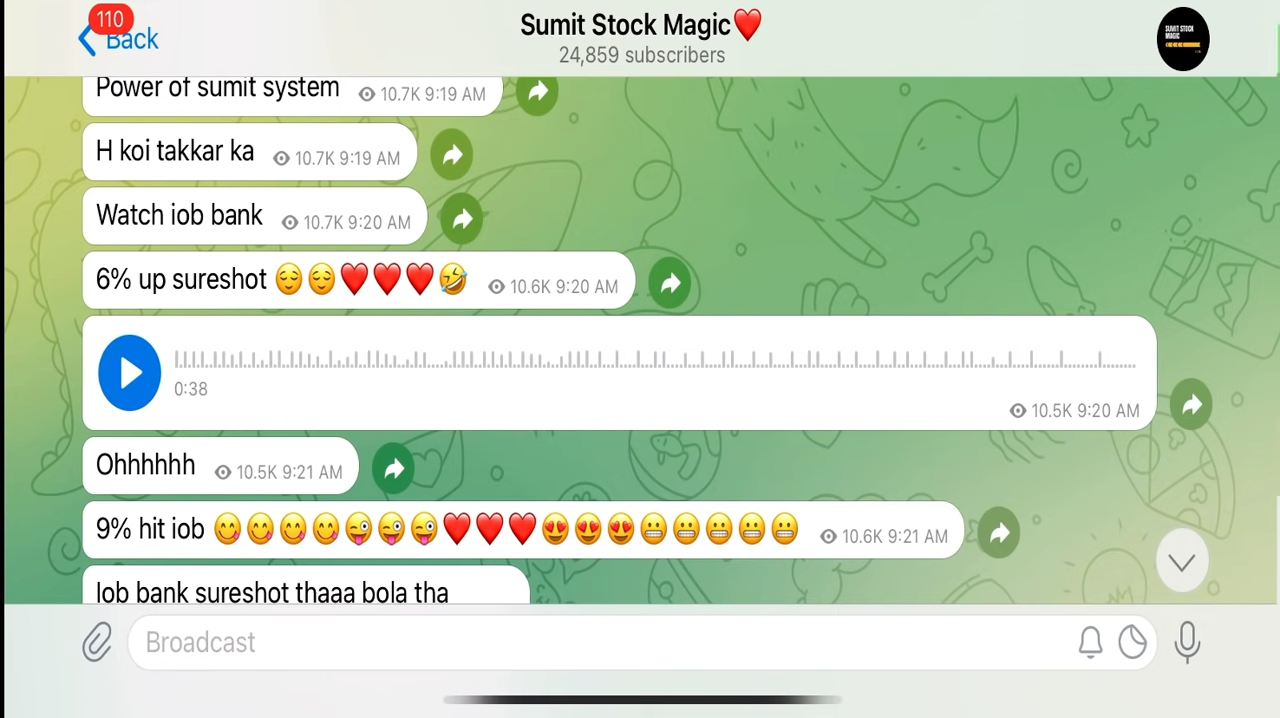 110
Back
Sumit Stock Magic❤️
24,859 subscribers
SUMIT STOCK
MAGIC
Power of sumit system 10.7K 9:19 AM
H koi takkar ka 10.7K 9:19 AM
Watch iob bank 10.7K 9:20 AM
6% up sureshot 😌😌❤️❤️❤️🤣 10.6K 9:20 AM
0:38
10.5K 9:20 AM
Ohhhhhh 10.5K 9:21 AM
9% hit iob 😋😋😋😋😜😜😜❤️❤️❤️😍😍😍😬😬😬😬😬 10.6K 9:21 AM
Iob bank sureshot thaaa bola tha
Broadcast